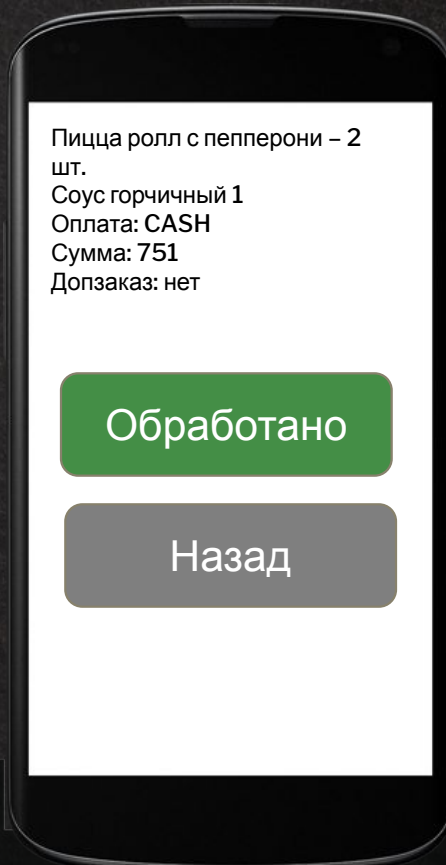 Пицца ролл с пепперони – 2
шт.
Соус горчичный 1
Оплата: CASH
Сумма: 751
Допзаказ: нет
Обработано
Назад